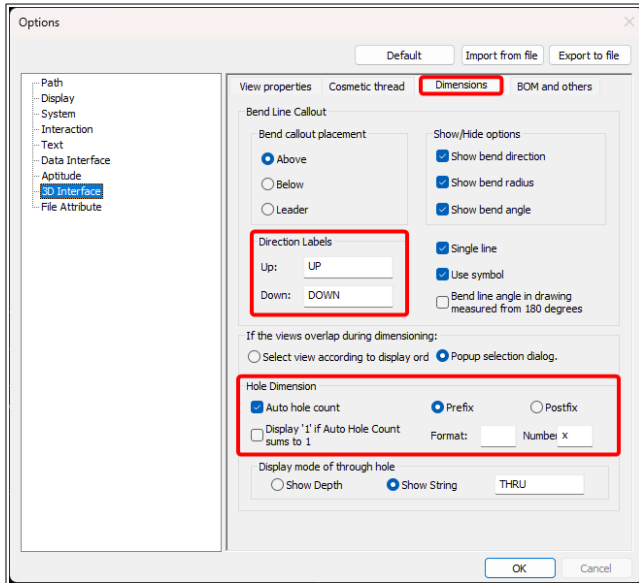 Options
Default Import from file Export to file
Path
Display
System
Interaction
Text
Data Interface
Aptitude
3D Interface
File Attribute
View properties Cosmetic thread Dimensions BOM and others
Bend Line Callout
Bend callout placement
Above
Below
Leader
Show/Hide options
Show bend direction
Show bend radius
Show bend angle
Direction Labels
Up: UP
Down: DOWN
Single line
Use symbol
Bend line angle in drawing
measured from 180 degrees
If the views overlap during dimensioning:
Select view according to display ord Popup selection dialog.
Hole Dimension
Auto hole count Prefix Postfix
Display '1' if Auto Hole Count
sums to 1
Format: Number x
Display mode of through hole
Show Depth Show String THRU
OK Cancel